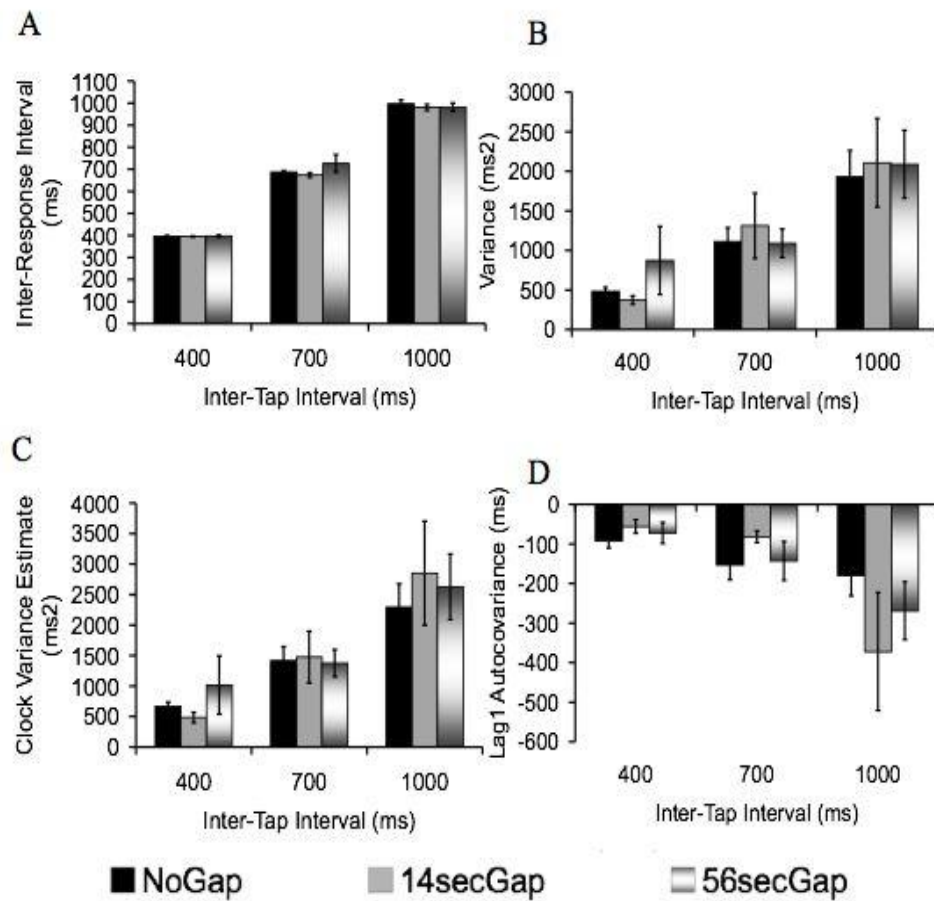 A
Inter-Response Interval
(ms)
1100
1000
900
800
700
600
500
400
300
200
100
0
400 700 1000
Inter-Tap Interval (ms)
B
Variance (ms2)
3000
2500
2000
1500
1000
500
0
400 700 1000
Inter-Tap Interval (ms)
C
Clock Variance Estimate
(ms2)
4000
3500
3000
2500
2000
1500
1000
500
0
400 700 1000
Inter-Tap Interval (ms)
D
Lag1 Autocovariance (ms)
0
-100
-200
-300
-400
-500
-600
400 700 1000
Inter-Tap Interval (ms)
NoGap 14secGap 56secGap